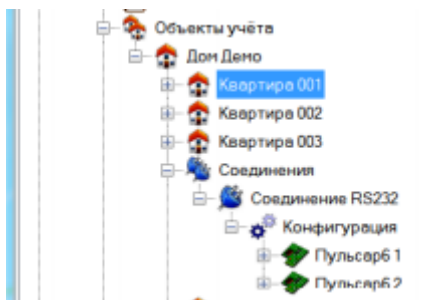 Объекты учёта
Дом Демо
Квартира 001
Квартира 002
Квартира 003
Соединения
Соединение RS232
Конфигурация
Пульсар6 1
Пульсар6 2